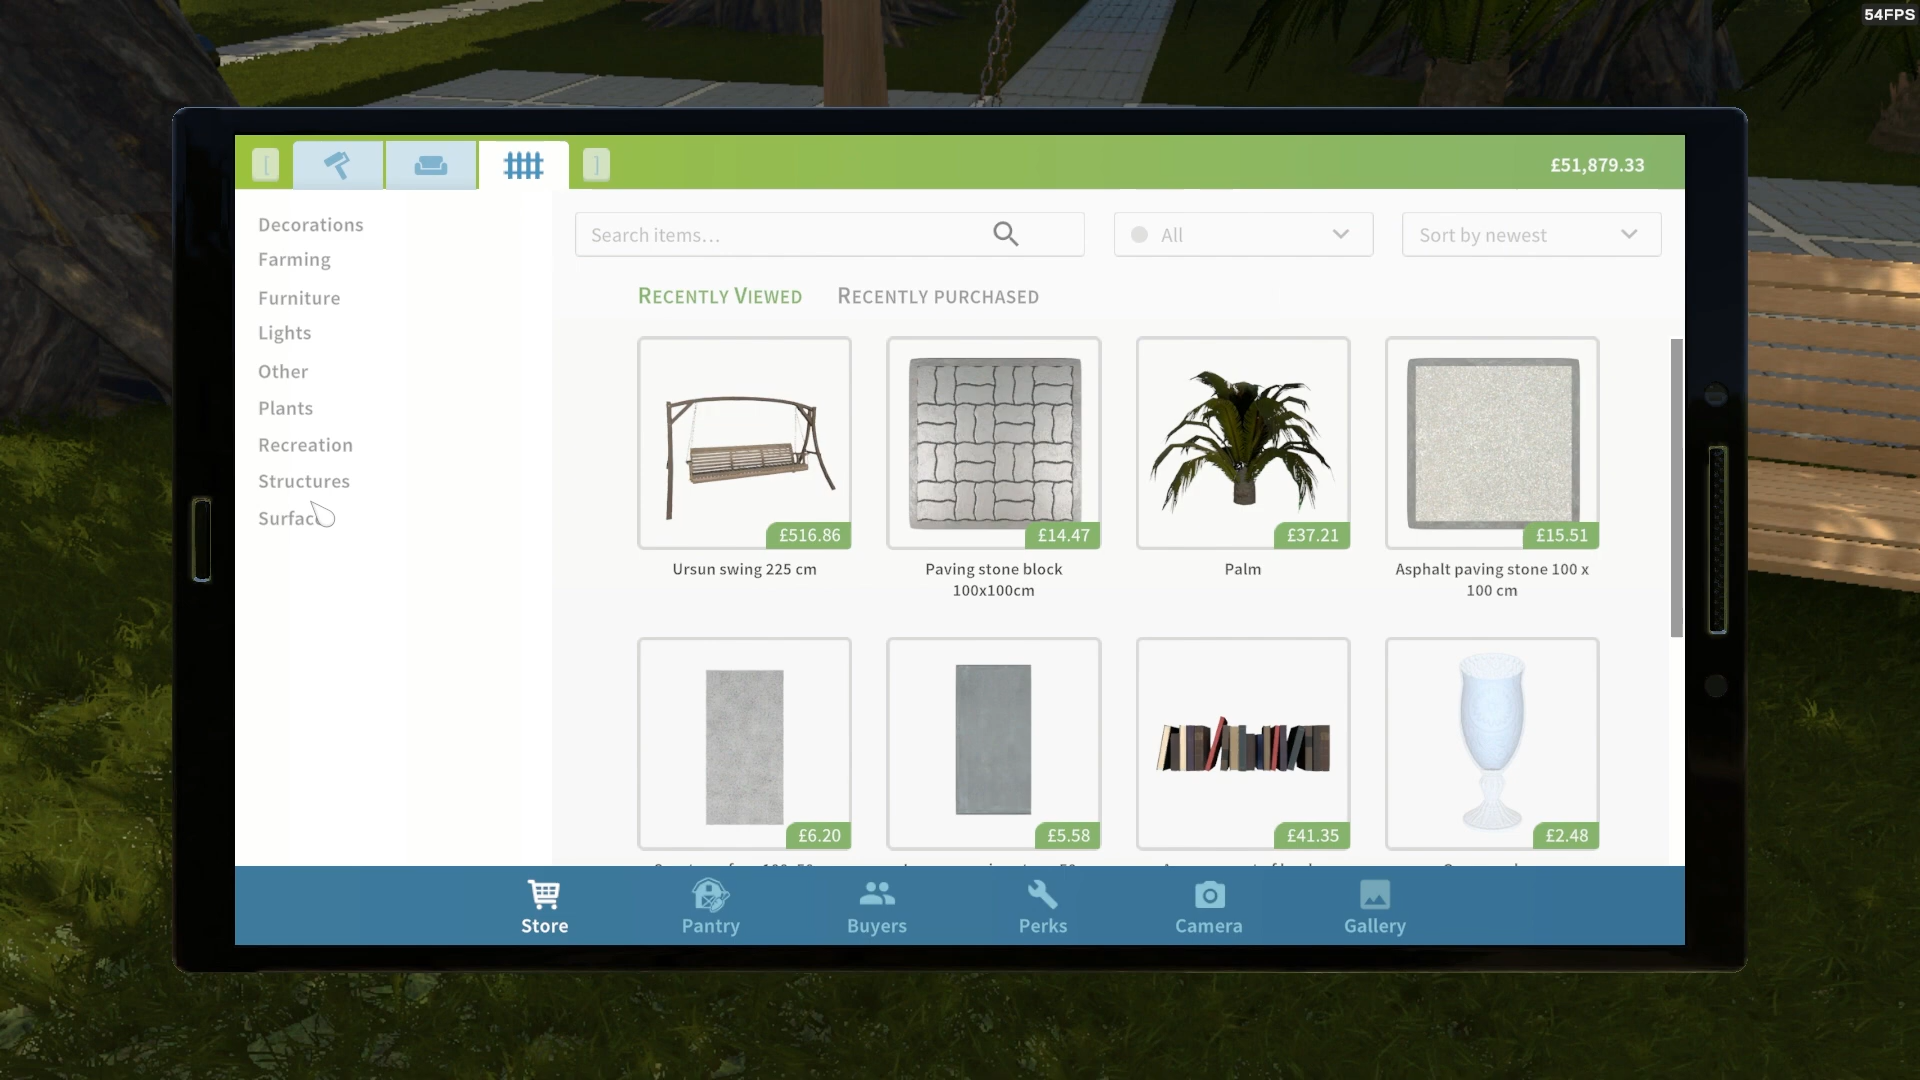 54FPS
[
]
£51,879.33
Decorations
Farming
Furniture
Lights
Other
Plants
Recreation
Structures
Search items...
All
Sort by newest
RECENTLY VIEWED
RECENTLY PURCHASED
£516.86
£14.47
£37.21
£15.51
Ursun swing 225 cm
Paving stone block
100x100cm
Palm
Asphalt paving stone 100 x
100 cm
£6.20
£5.58
£41.35
£2.48
Store
Pantry
Buyers
Perks
Camera
Gallery